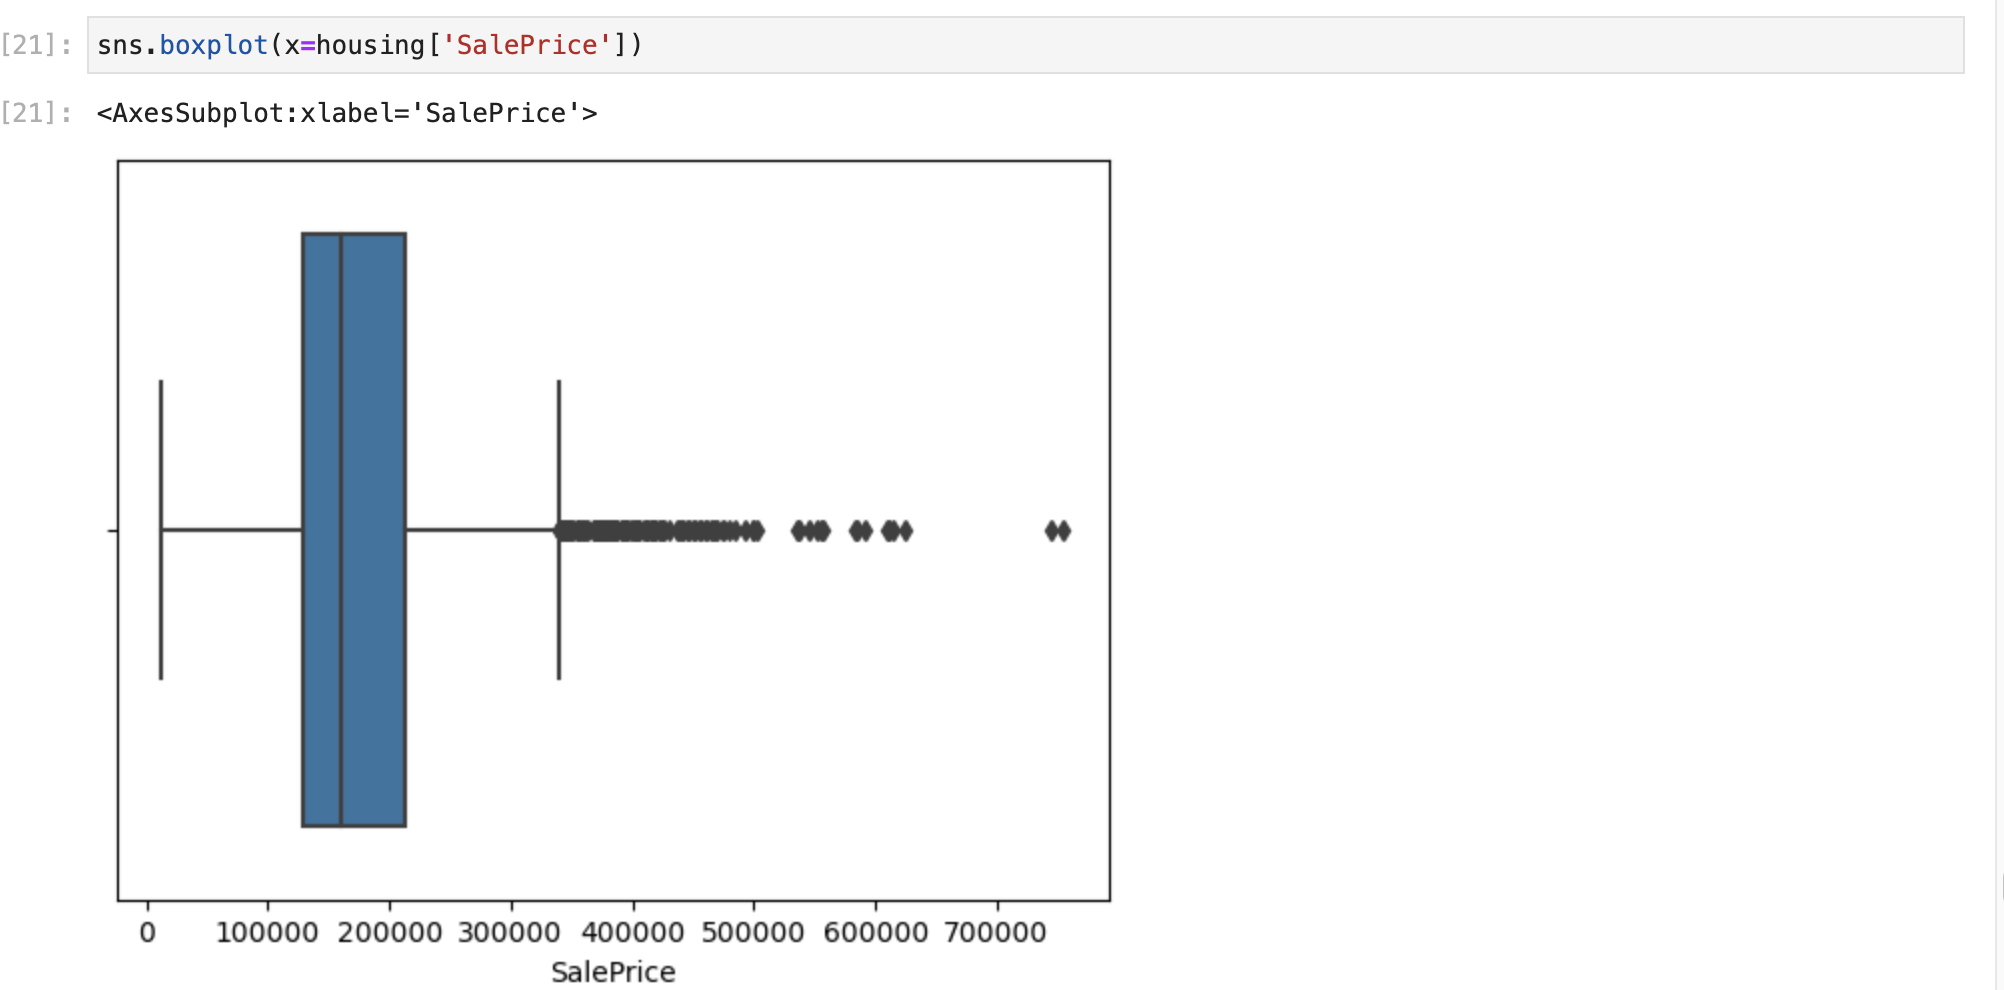 [21]: sns.boxplot(x=housing['SalePrice'])
[21]: <AxesSubplot:xlabel='SalePrice'>
0 100000 200000 300000 400000 500000 600000 700000
SalePrice